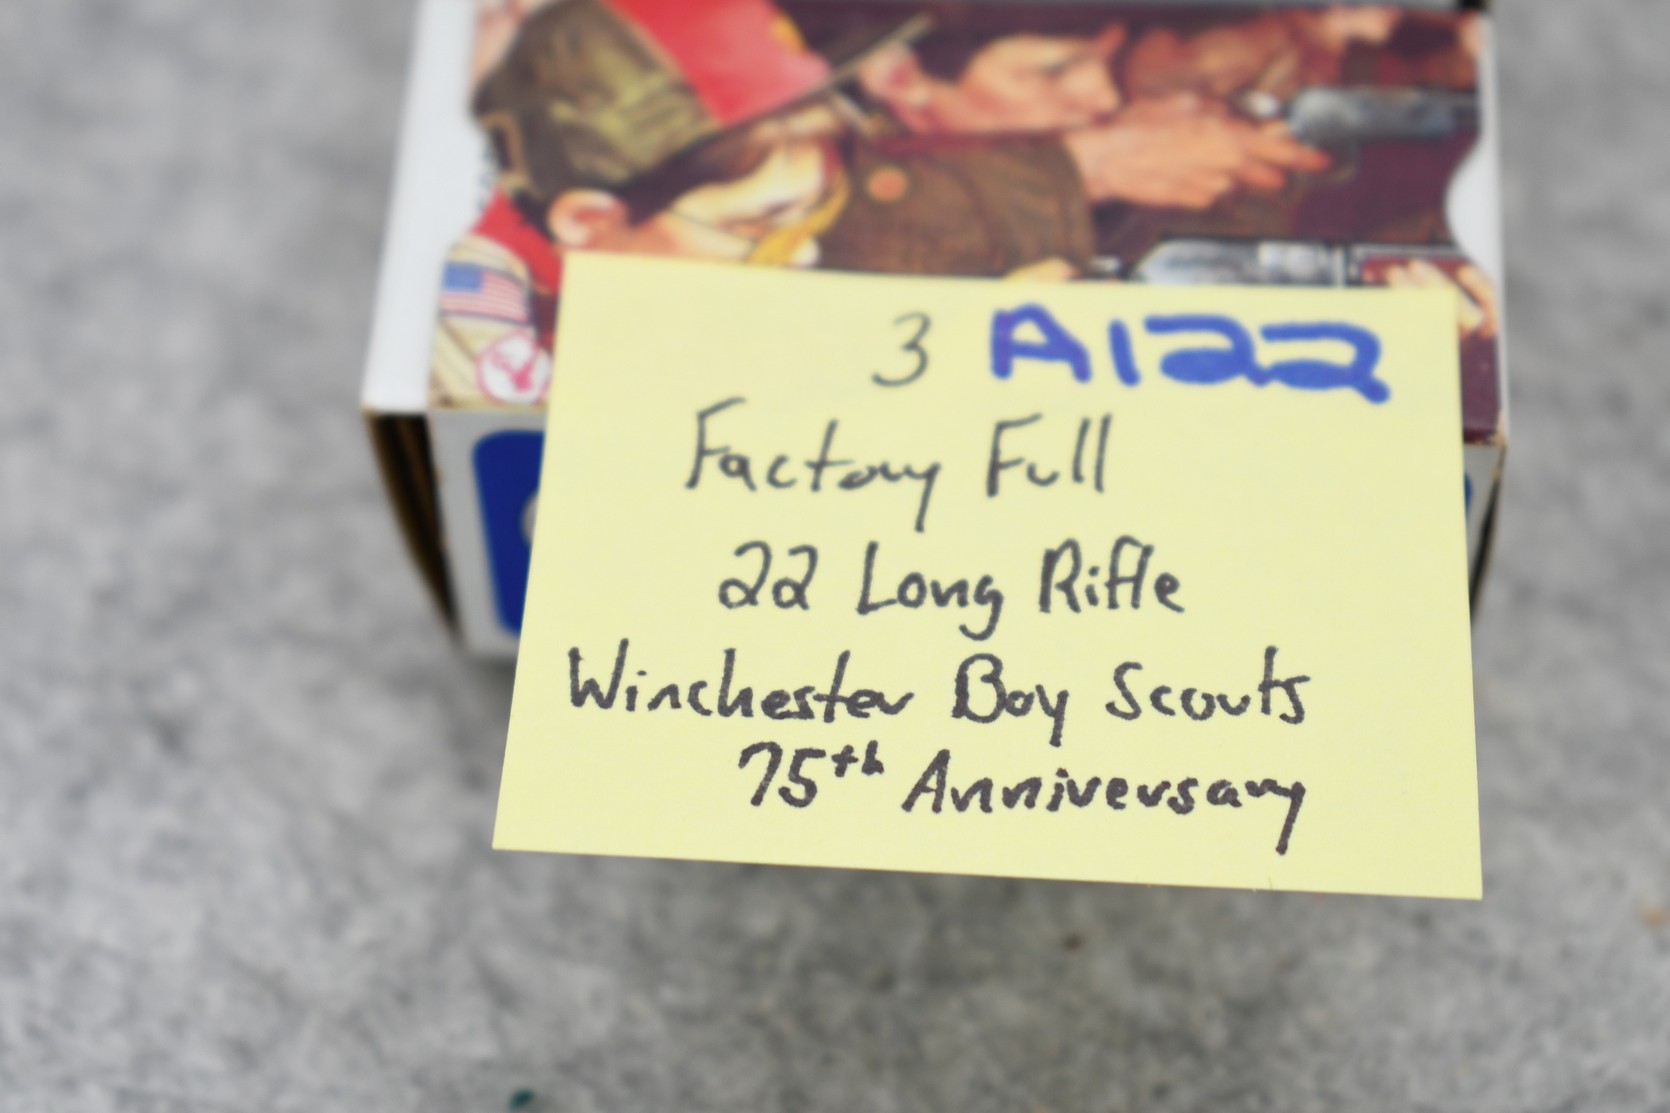 3 A122
Factory Full
22 Long Rifle
Winchester Boy Scouts
75th Anniversary